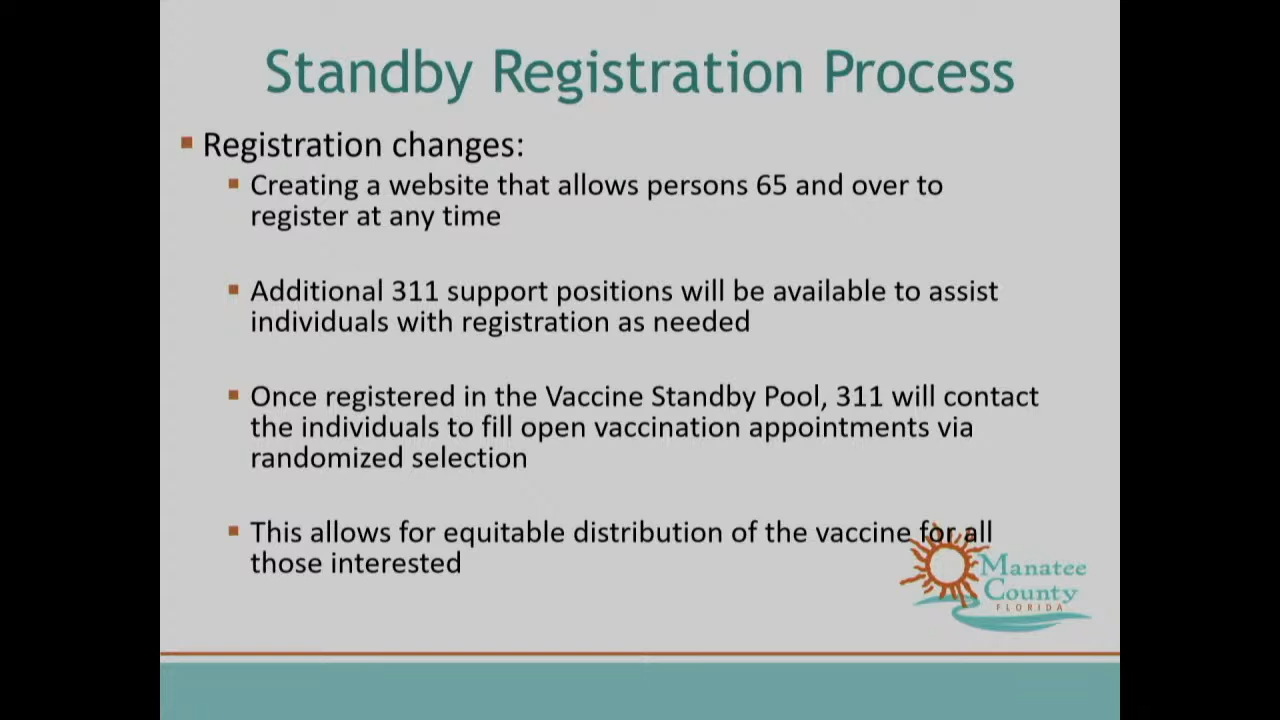 Standby Registration Process
Registration changes:
Creating a website that allows persons 65 and over to
register at any time
Additional 311 support positions will be available to assist
individuals with registration as needed
Once registered in the Vaccine Standby Pool, 311 will contact
the individuals to fill open vaccination appointments via
randomized selection
This allows for equitable distribution of the vaccine for all
those interested
Manatee
County
FLORIDA